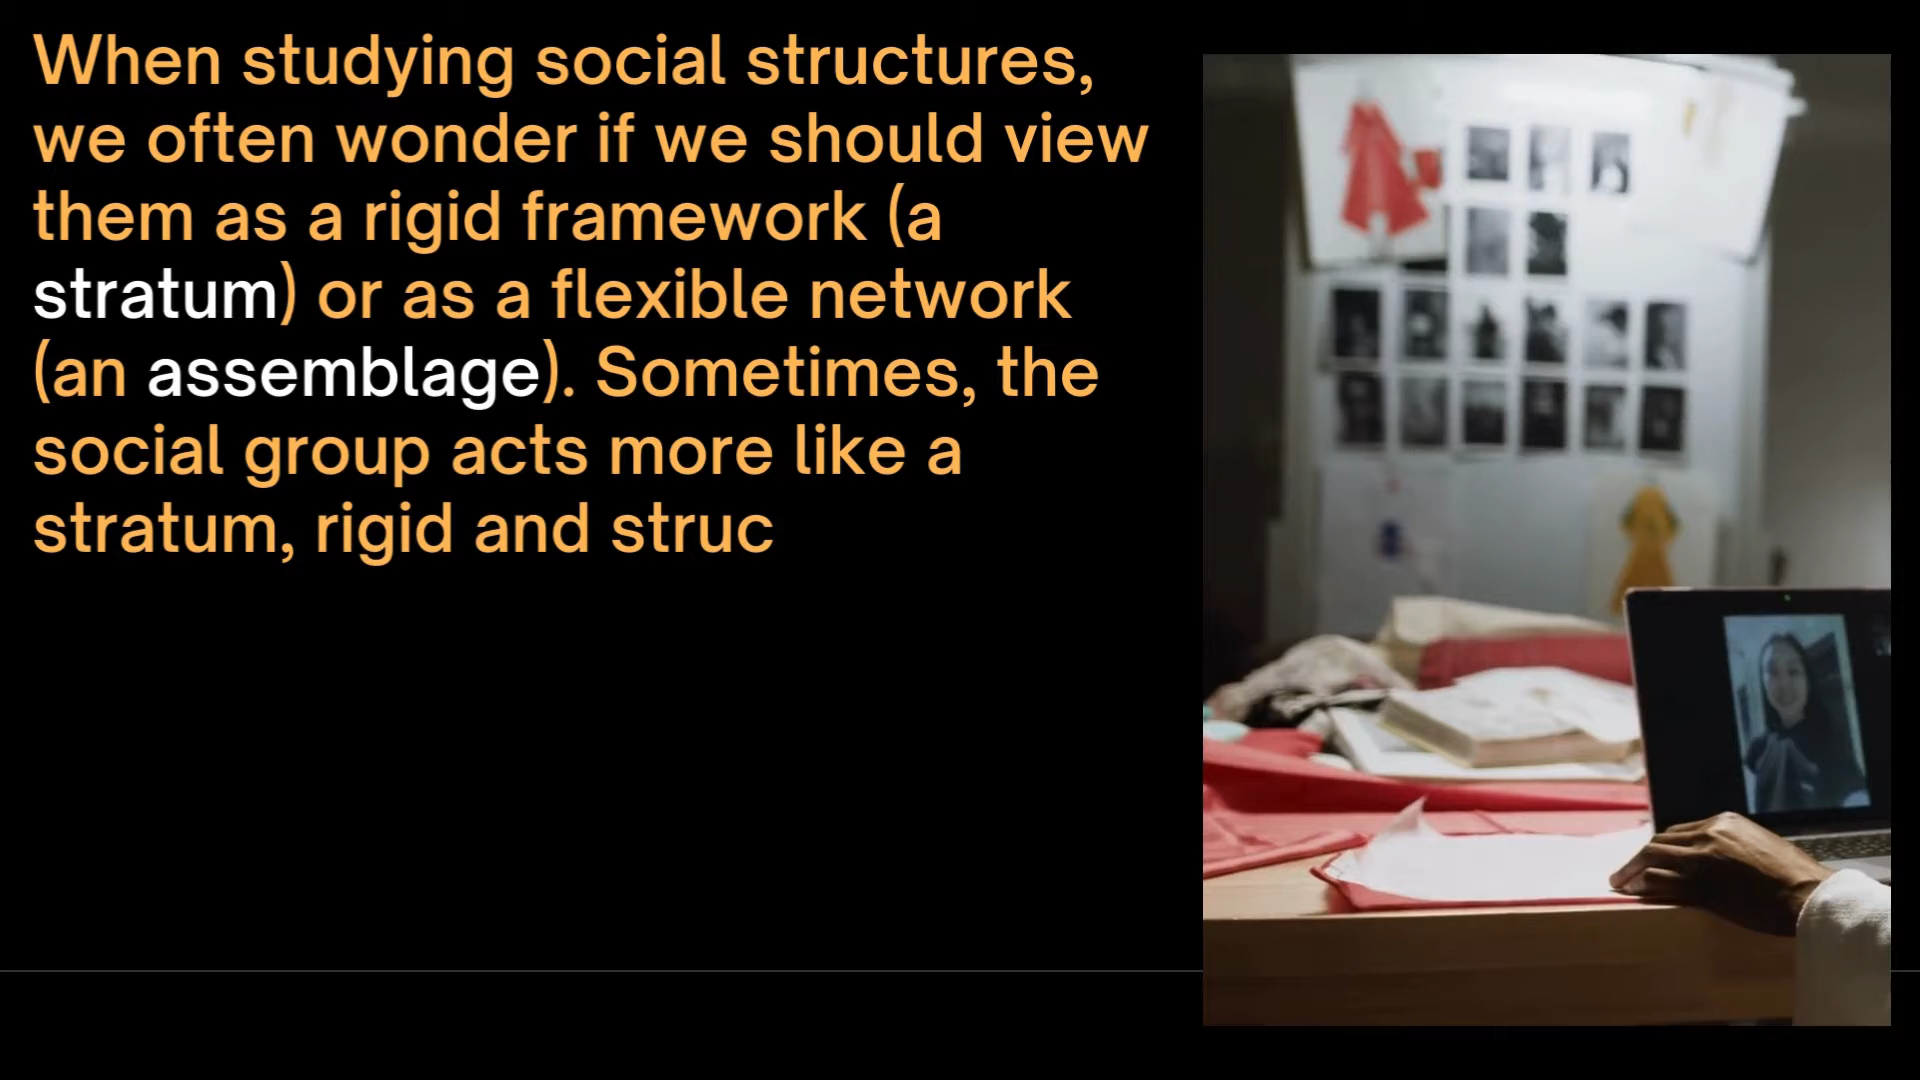 When studying social structures,
we often wonder if we should view
them as a rigid framework (a
stratum) or as a flexible network
(an assemblage). Sometimes, the
social group acts more like a
stratum, rigid and struc